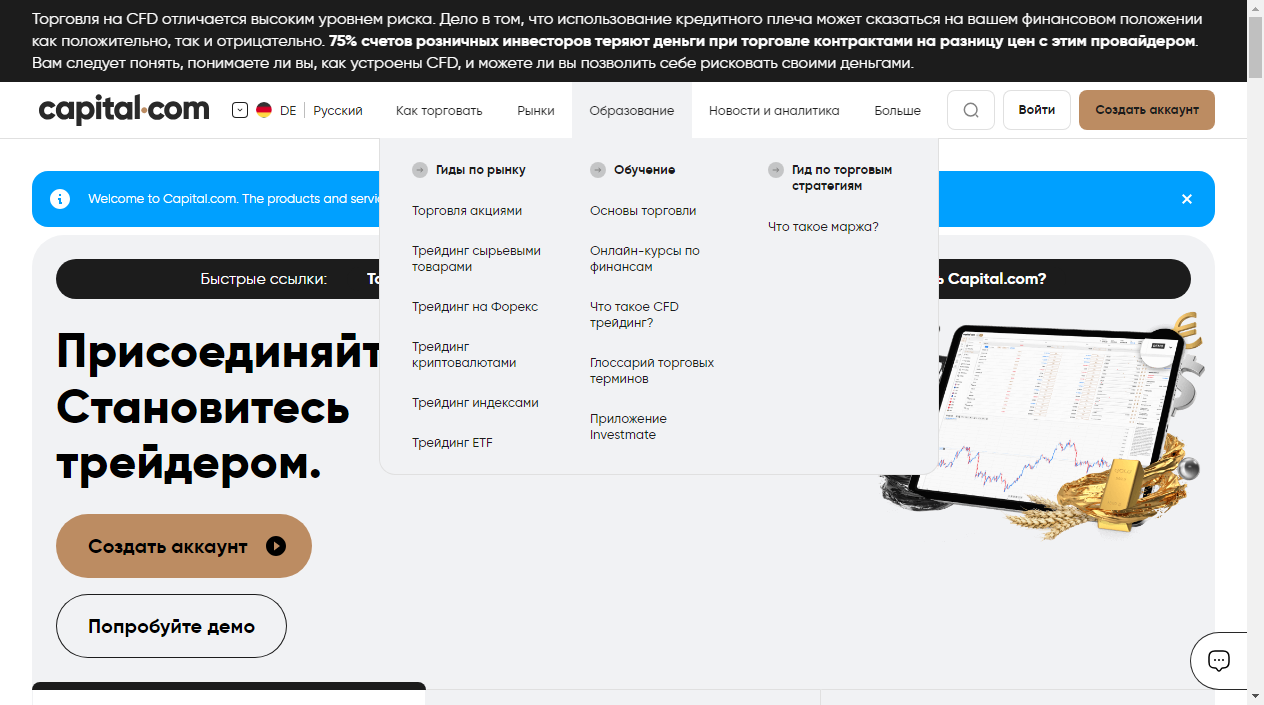 Торговля на CFD отличается высоким уровнем риска. Дело в том, что использование кредитного плеча может сказаться на вашем финансовом положении
как положительно, так и отрицательно. 75% счетов розничных инвесторов теряют деньги при торговле контрактами на разницу цен с этим провайдером.
Вам следует понять, понимаете ли вы, как устроены CFD, и можете ли вы позволить себе рисковать своими деньгами.
capital.com DE Русский Как торговать Рынки Образование Новости и аналитика Больше Войти Создать аккаунт
Гиды по рынку
Торговля акциями
Трейдинг сырьевыми
товарами
Трейдинг на Форекс
Трейдинг
криптовалютами
Трейдинг индексами
Трейдинг ETF
Обучение
Основы торговли
Онлайн-курсы по
финансам
Что такое CFD
трейдинг?
Глоссарий торговых
терминов
Приложение
Investmate
Гид по торговым
стратегиям
Что такое маржа?
Welcome to Capital.com. The products and
Быстрые ссылки: Capital.com?
Становитесь
трейдером.
Создать аккаунт
Попробуйте демо